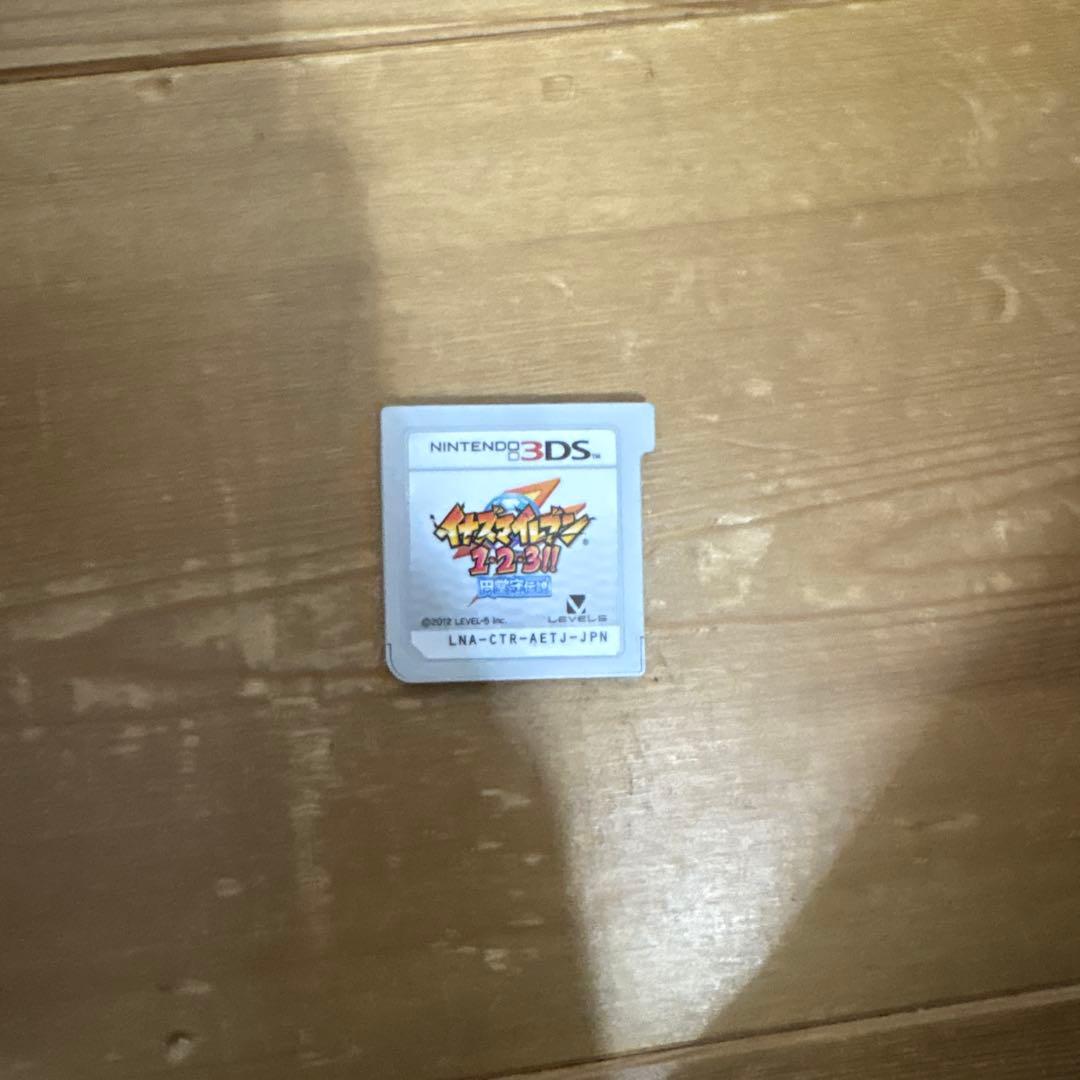 NINTENDO 3DS™
イナズマイレブン®
1・2・3!!
円堂守伝説
©2012 LEVEL-5 Inc.
LEVEL5
LNA-CTR-AETJ-JPN